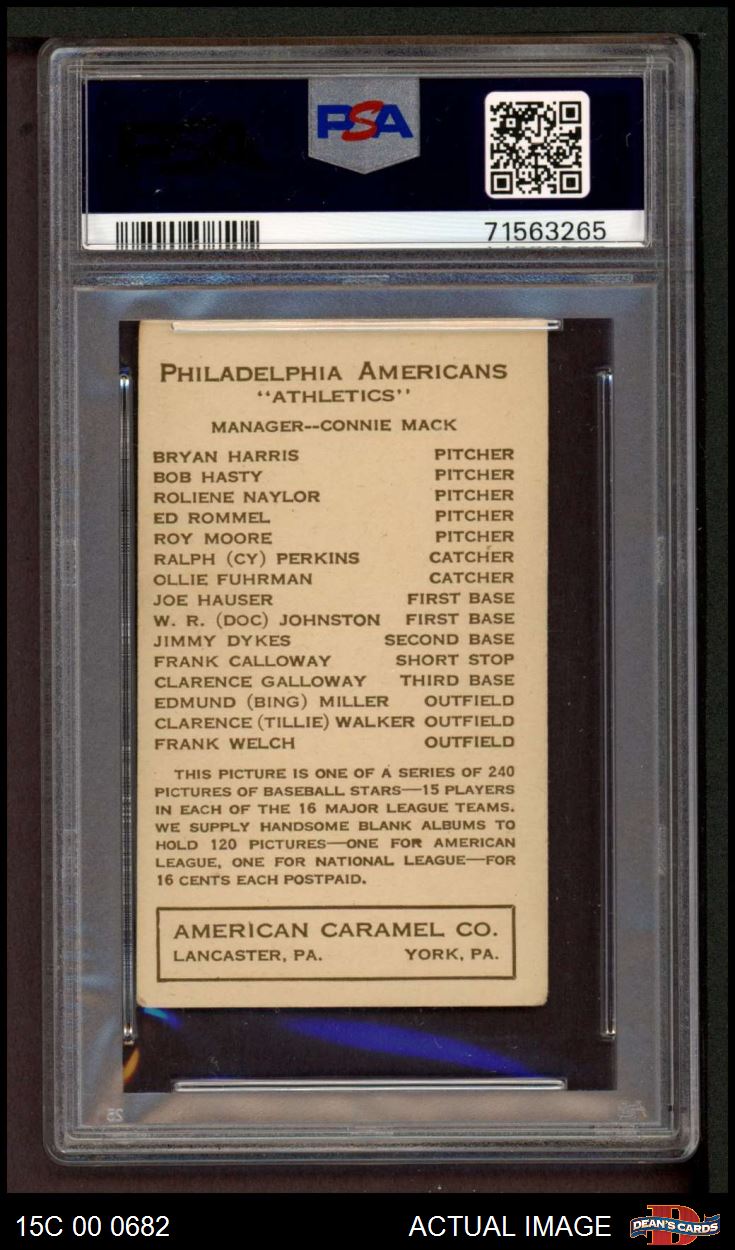 PSA
71563265
PHILADELPHIA AMERICANS
"ATHLETICS"
MANAGER--CONNIE MACK
BRYAN HARRIS PITCHER
BOB HASTY PITCHER
ROLIENE NAYLOR PITCHER
ED ROMMEL PITCHER
ROY MOORE PITCHER
RALPH (CY) PERKINS CATCHER
OLLIE FUHRMAN CATCHER
JOE HAUSER FIRST BASE
W. R. (DOC) JOHNSTON FIRST BASE
JIMMY DYKES SECOND BASE
FRANK CALLOWAY SHORT STOP
CLARENCE GALLOWAY THIRD BASE
EDMUND (BING) MILLER OUTFIELD
CLARENCE (TILLIE) WALKER OUTFIELD
FRANK WELCH OUTFIELD
THIS PICTURE IS ONE OF A SERIES OF 240
PICTURES OF BASEBALL STARS—15 PLAYERS
IN EACH OF THE 16 MAJOR LEAGUE TEAMS.
WE SUPPLY HANDSOME BLANK ALBUMS TO
HOLD 120 PICTURES—ONE FOR AMERICAN
LEAGUE, ONE FOR NATIONAL LEAGUE—FOR
16 CENTS EACH POSTPAID.
AMERICAN CARAMEL CO.
LANCASTER, PA. YORK, PA.
25
15C 00 0682 ACTUAL IMAGE D DEAN'S CARDS